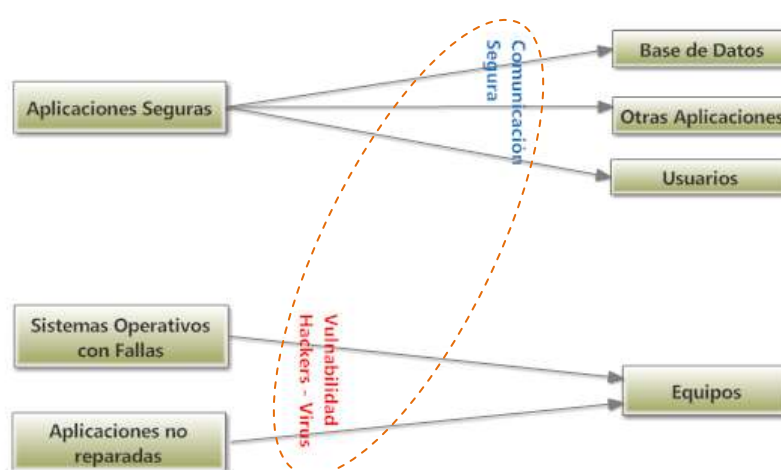 Aplicaciones Seguras
Comunicación
Segura
Base de Datos
Otras Aplicaciones
Usuarios
Sistemas Operativos
con Fallas
Aplicaciones no
reparadas
Vulnabilidad
Hackers - Virus
Equipos